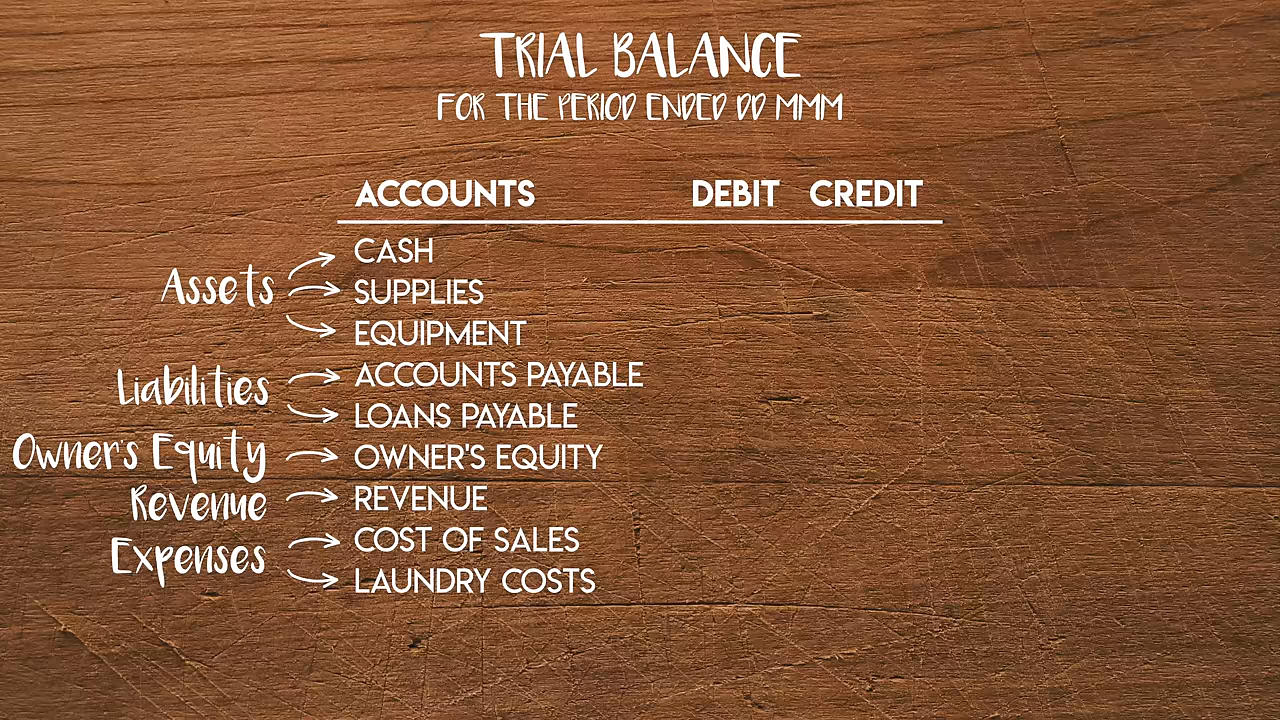 TRIAL BALANCE
FOR THE PERIOD ENDED DD MMM
ACCOUNTS DEBIT CREDIT
CASH
Assets SUPPLIES
EQUIPMENT
Liabilities ACCOUNTS PAYABLE
LOANS PAYABLE
Owner's Equity OWNER'S EQUITY
Revenue REVENUE
Expenses COST OF SALES
LAUNDRY COSTS